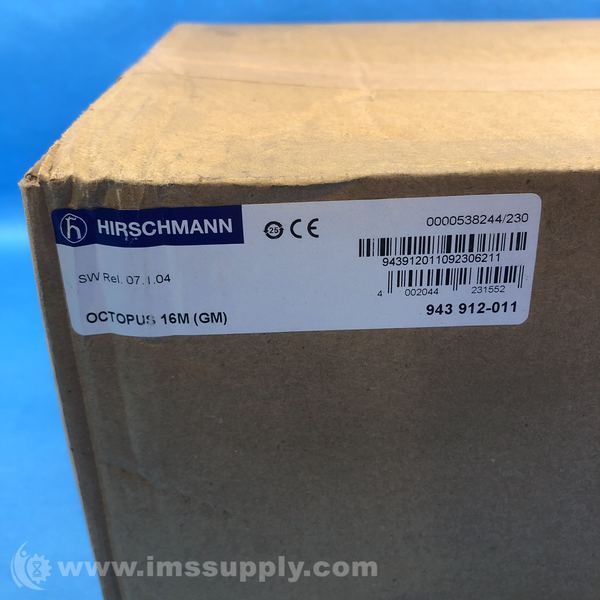 HIRSCHMANN
25 CE
0000538244/230
943912011092306211
SW Rel. 07.1.04
4 002044 231552
OCTOPUS 16M (GM)
943 912-011
www.imssupply.com